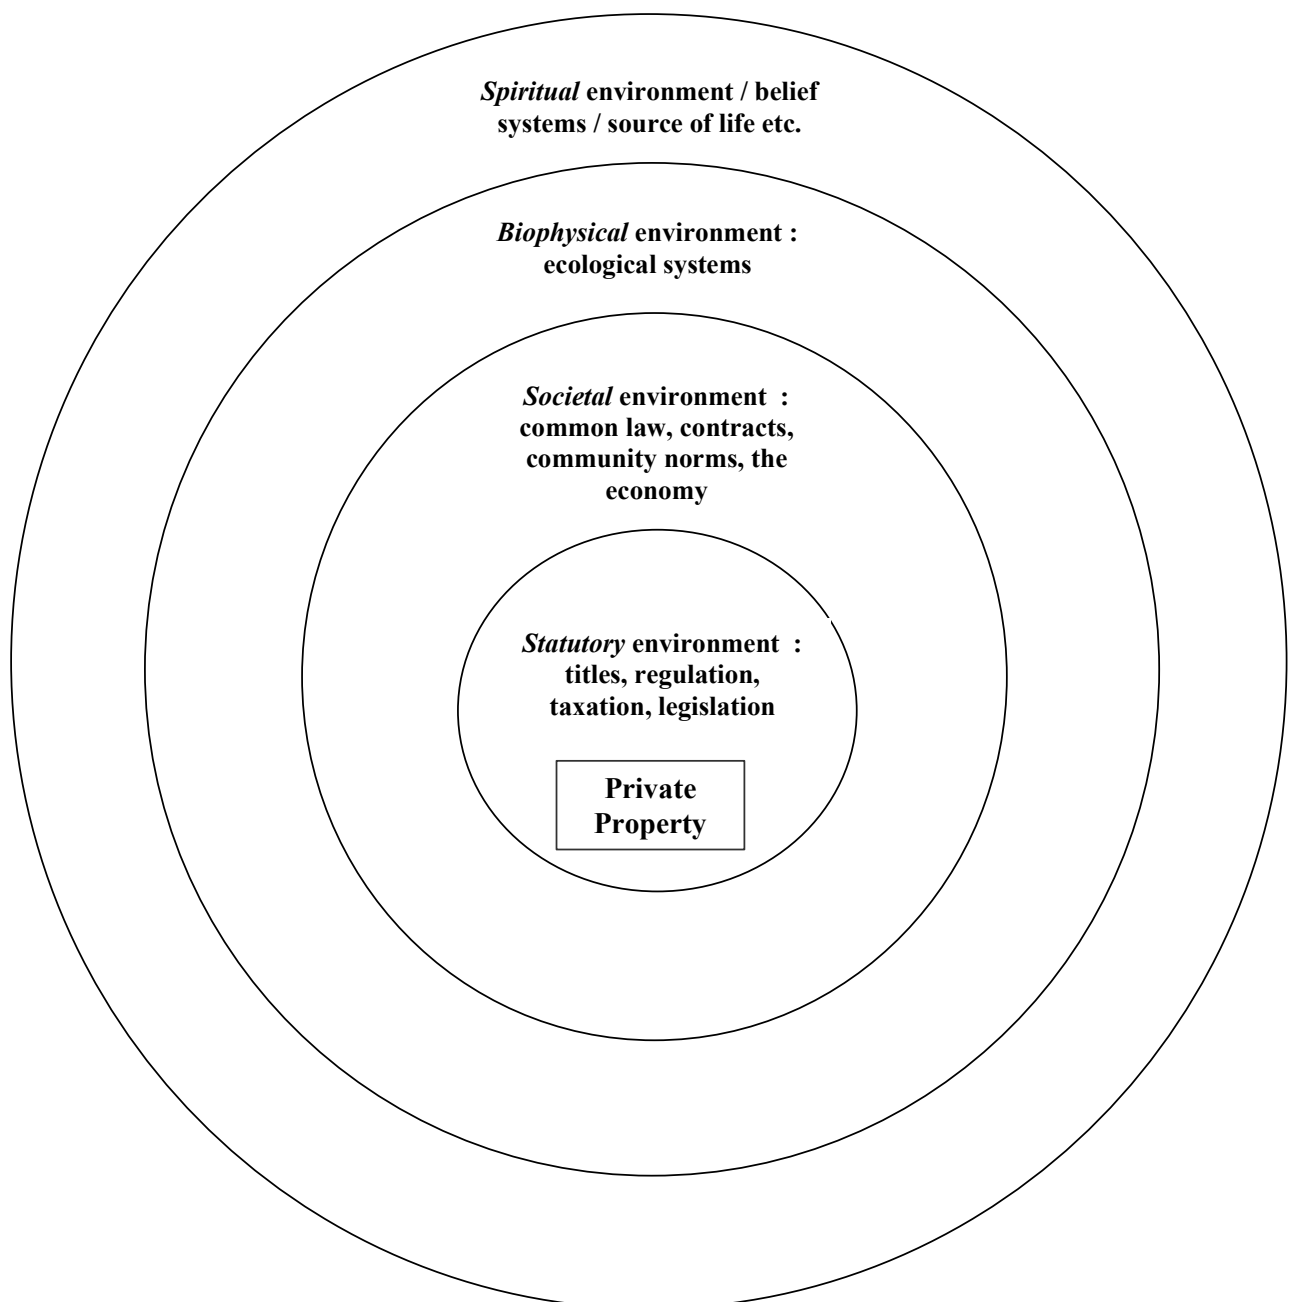 Spiritual environment / belief
systems / source of life etc.
Biophysical environment :
ecological systems
Societal environment  :
common law, contracts,
community norms, the
economy
Statutory environment  :
titles, regulation,
taxation, legislation
Private
Property